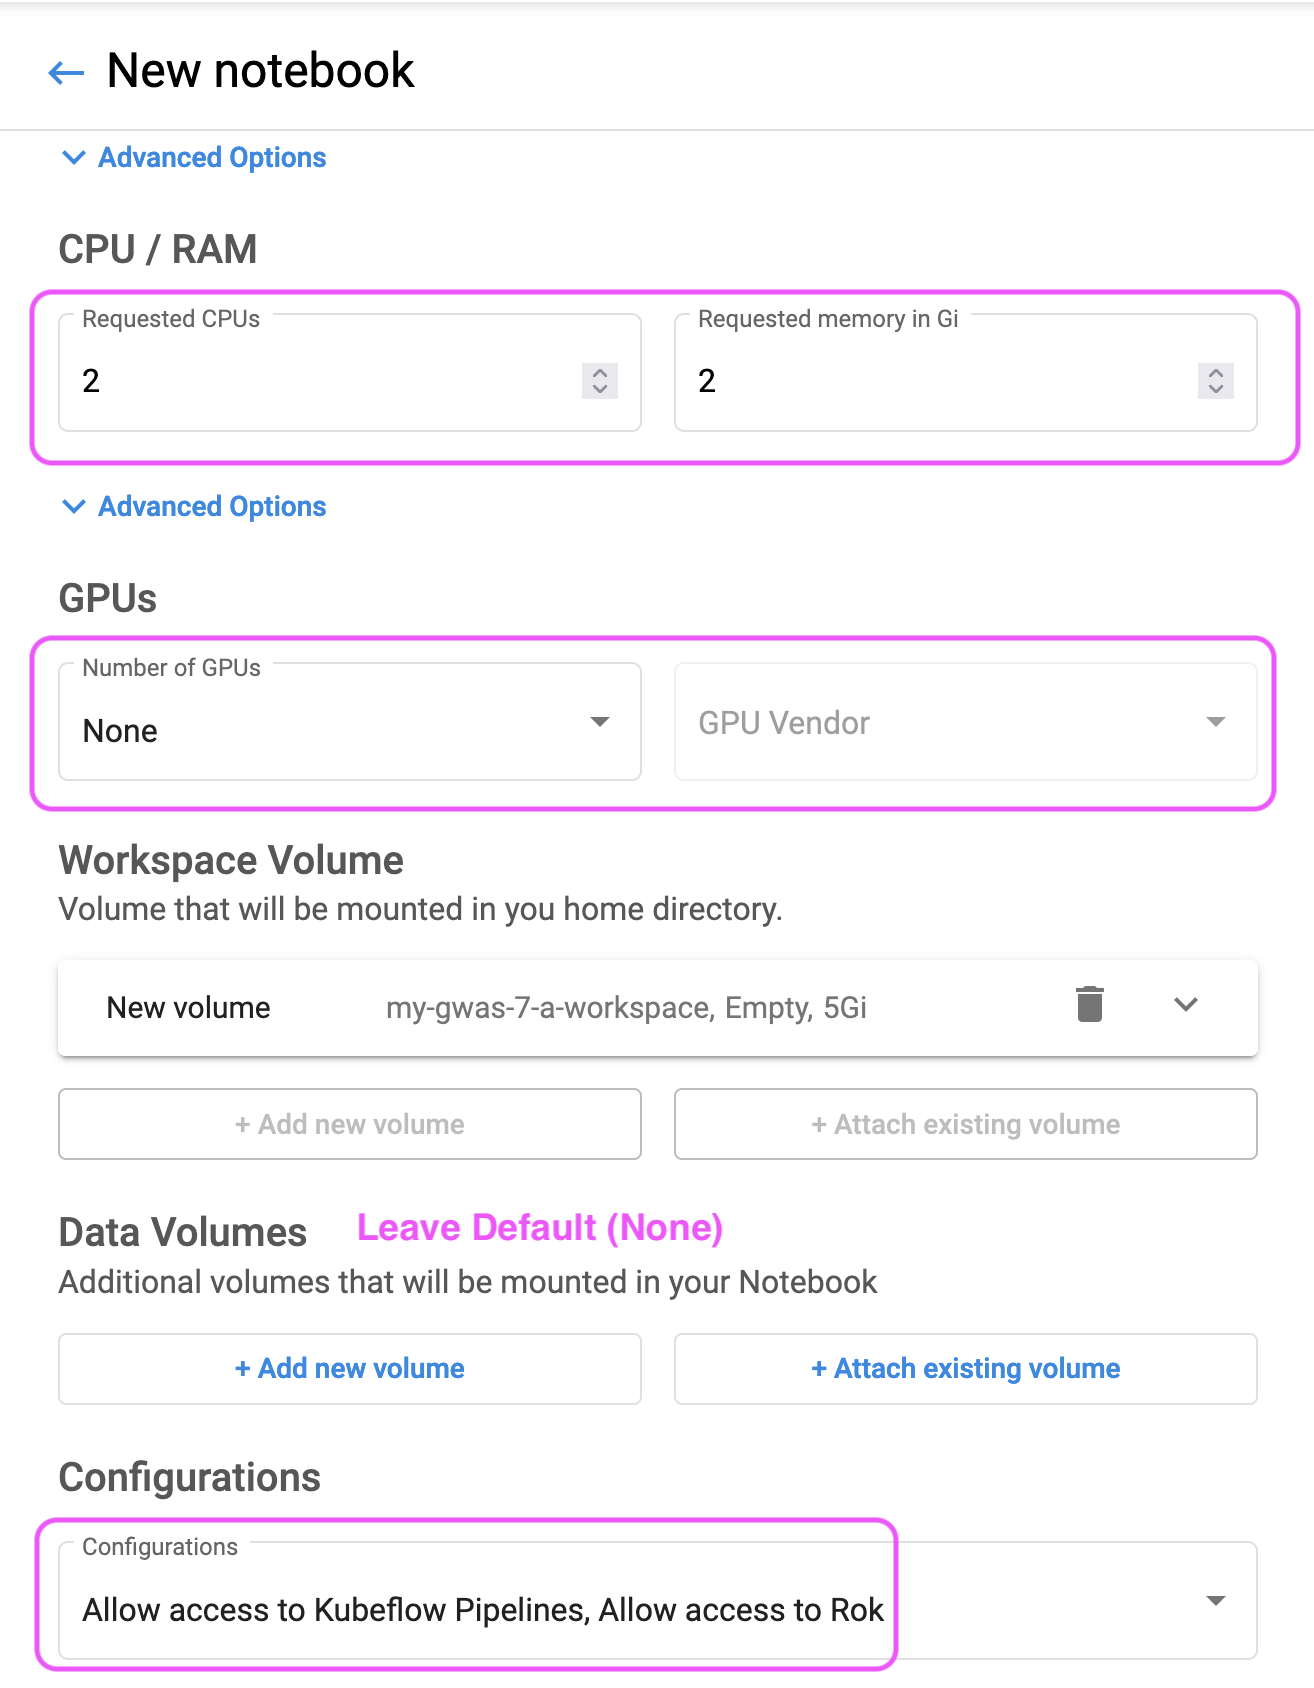 New notebook
Advanced Options
CPU / RAM
Requested CPUs
Requested memory in Gi
2
2
Advanced Options
GPUs
Number of GPUs
None
GPU Vendor
Workspace Volume
Volume that will be mounted in you home directory.
New volume my-gwas-7-a-workspace, Empty, 5Gi
+ Add new volume
+ Attach existing volume
Data Volumes
Leave Default (None)
Additional volumes that will be mounted in your Notebook
+ Add new volume
+ Attach existing volume
Configurations
Configurations
Allow access to Kubeflow Pipelines, Allow access to Rok